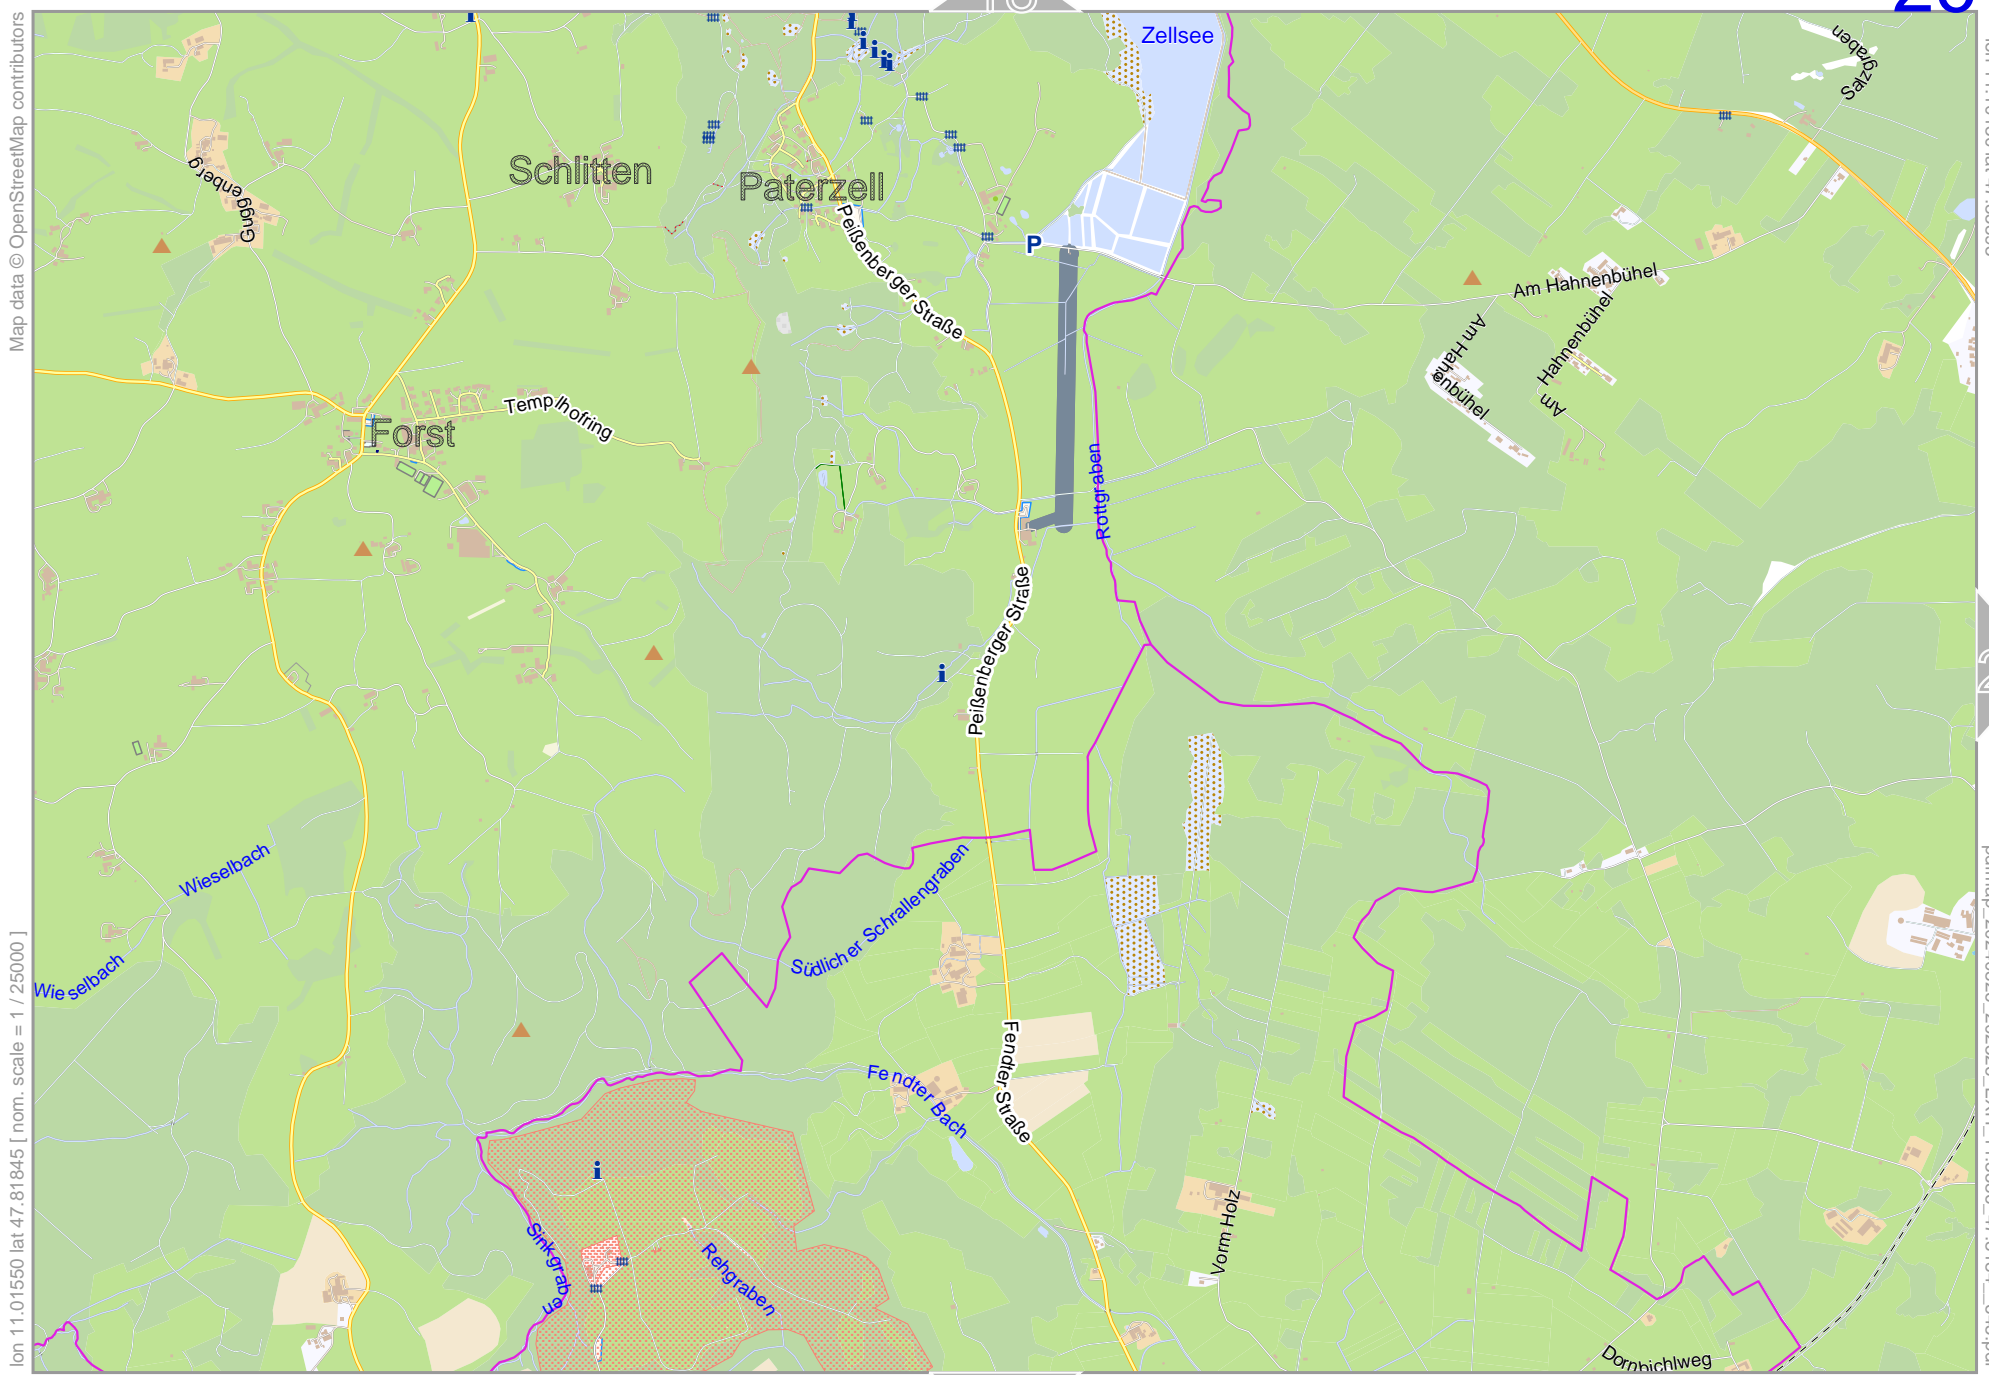 Map data © OpenStreetMap contributors
lon 11.01550 lat 47.81845 [ nom. scale = 1 / 25000 ]
Zellsee
Salzgraben
Guggenberg
Schlitten
Paterzell
P
Peißenberger Straße
Am Hahnenbühel
Am Hahnenbühel
Am Hahnenbühel
Templhofring
Forst
Rottgraben
Peißenberger Straße
Wieselbach
Wieselbach
Südlicher Schrallengraben
Fendter Straße
Fendter Bach
Vorm Holz
Sinkgraben
Rehgraben
Dornbichlweg